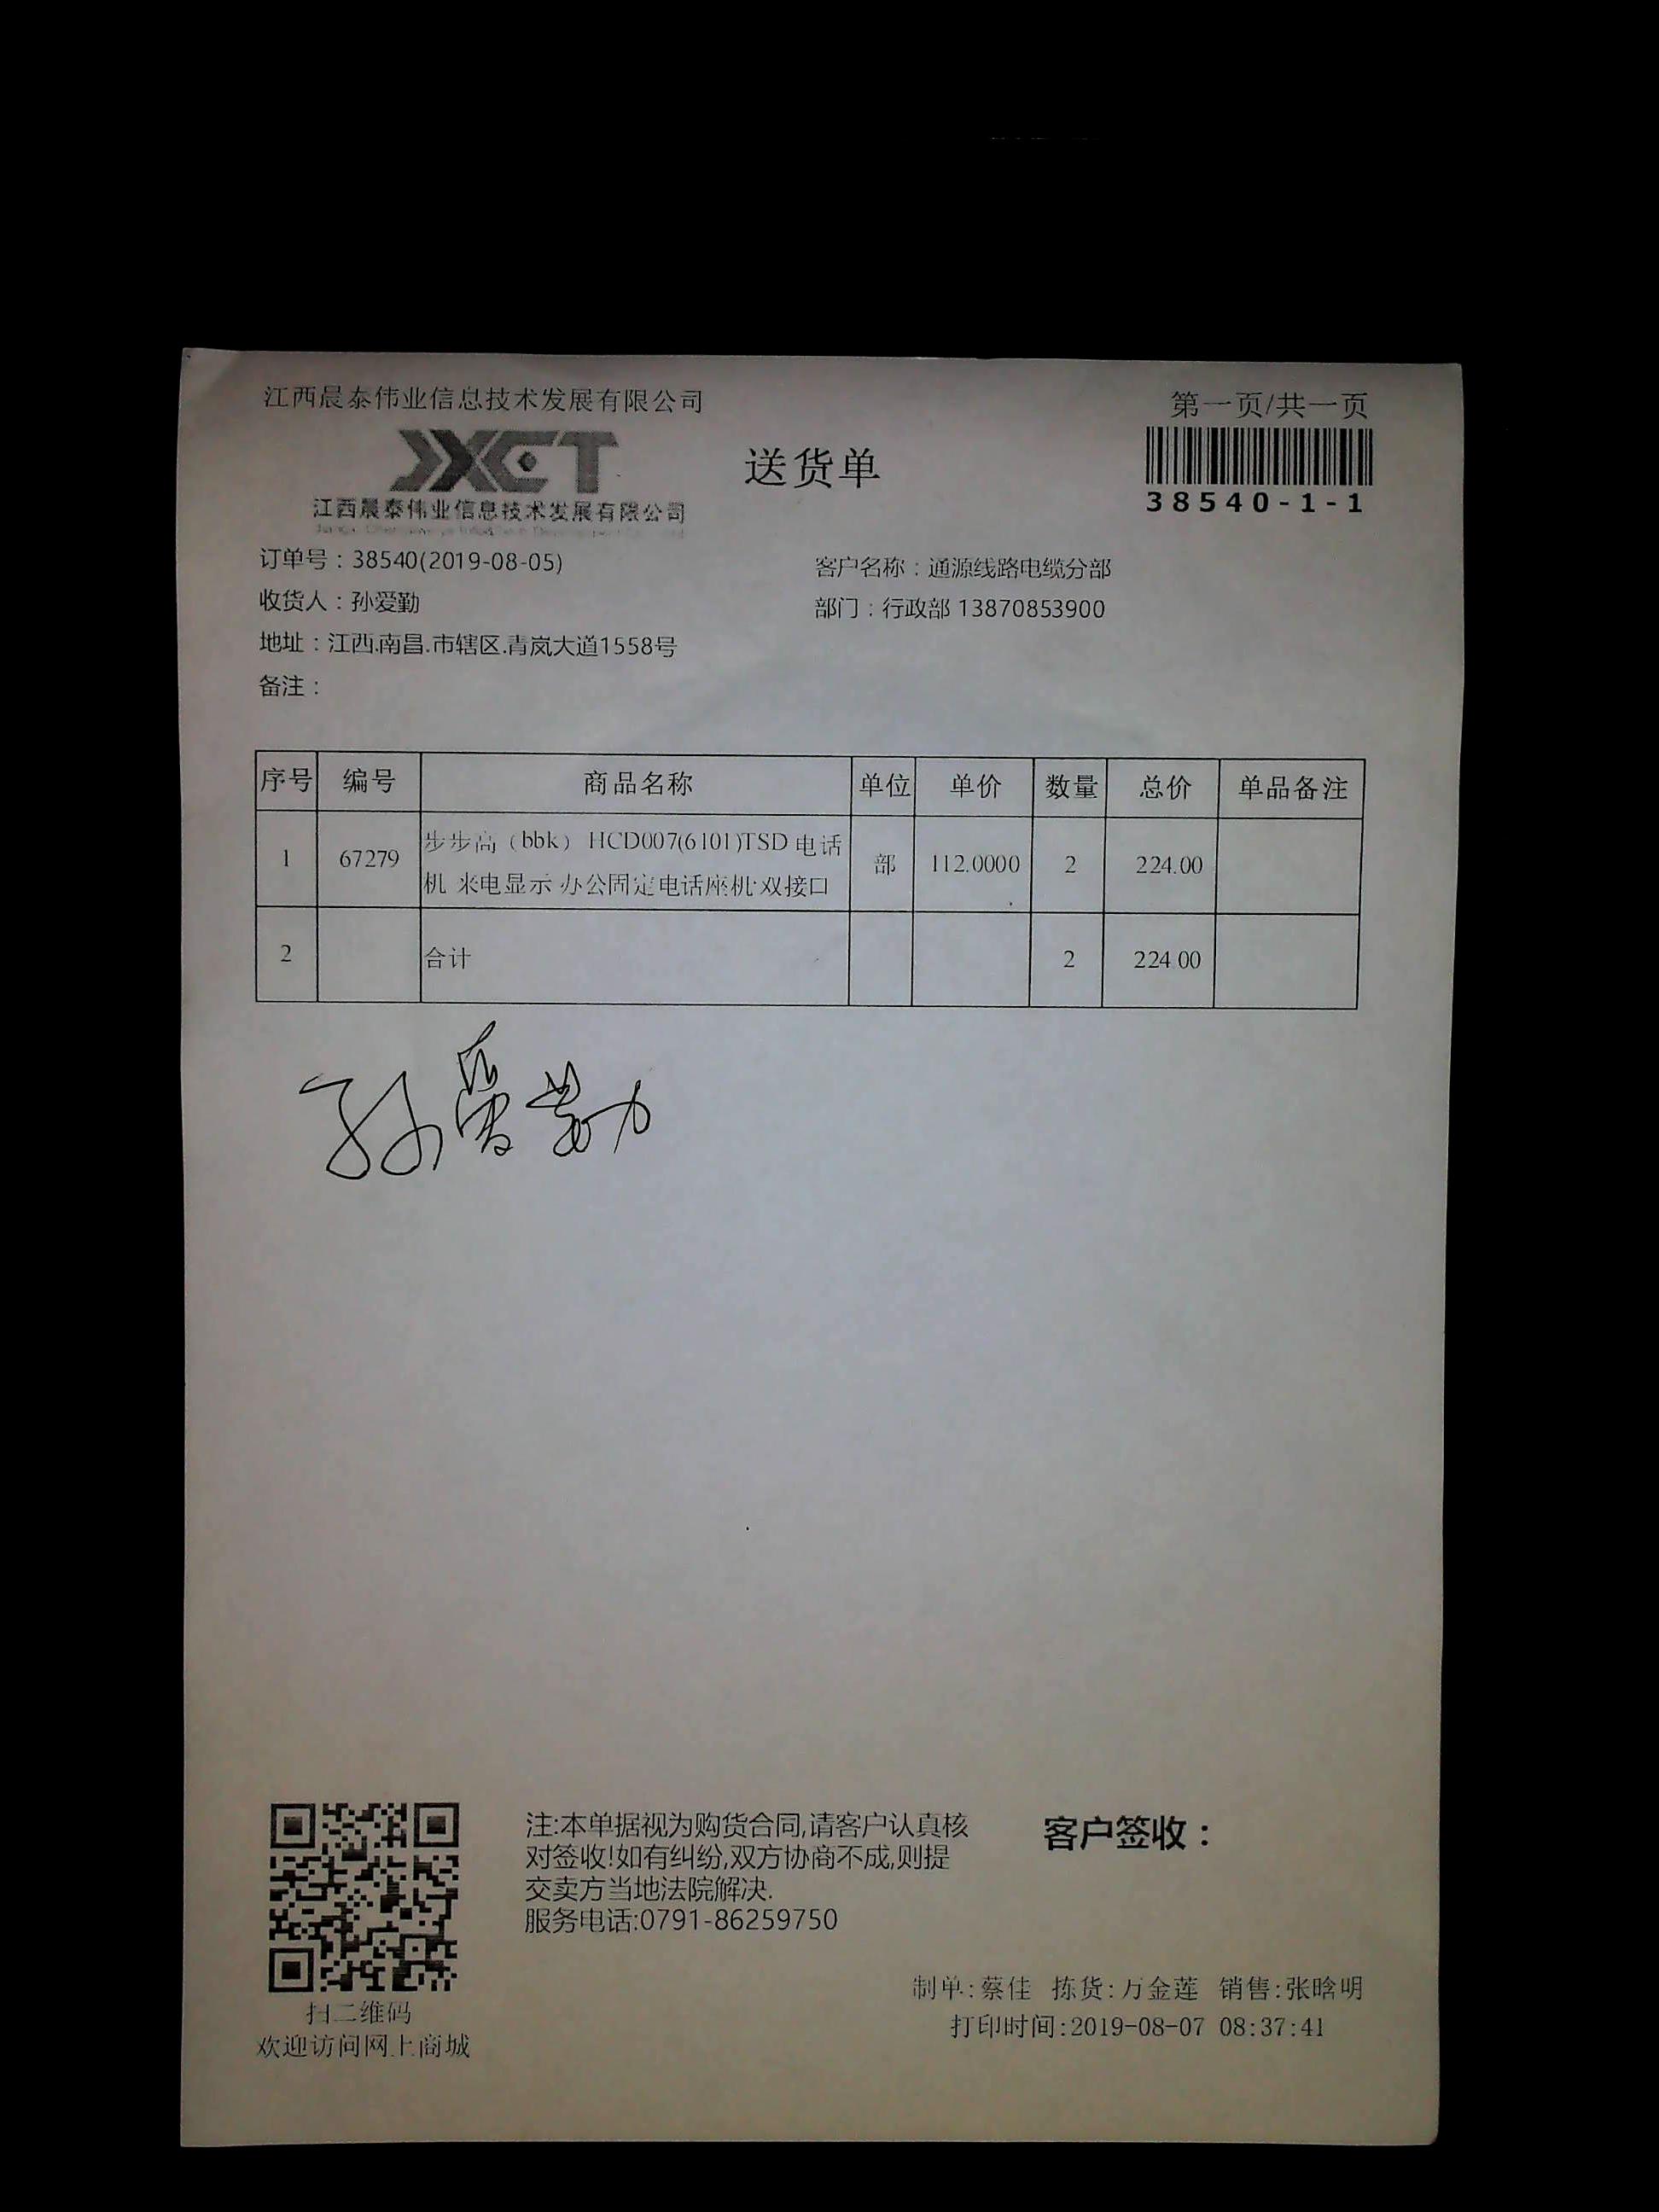 江西晨泰伟业信息技术发展有限公司
第一页/共一页
JXCT
送货单
江西晨泰伟业信息技术发展有限公司
38540-1-1
订单号：38540(2019-08-05)
客户名称：通源线路电缆分部
收货人：孙爱勤
部门：行政部 13870853900
地址：江西.南昌.市辖区.青岚大道1558号
备注：
序号 编号 商品名称 单位 单价 数量 总价 单品备注
1 67279 步步高（bbk） HCD007(6101)TSD 电话机 来电显示 办公固定电话座机 双接口 部 112.0000 2 224.00
2 合计 2 224.00
孙爱勤
注:本单据视为购货合同,请客户认真核
对签收!如有纠纷,双方协商不成,则提
交卖方当地法院解决.
服务电话:0791-86259750
客户签收：
扫二维码
欢迎访问网上商城
制单:蔡佳 拣货:万金莲 销售:张晗明
打印时间:2019-08-07 08:37:41